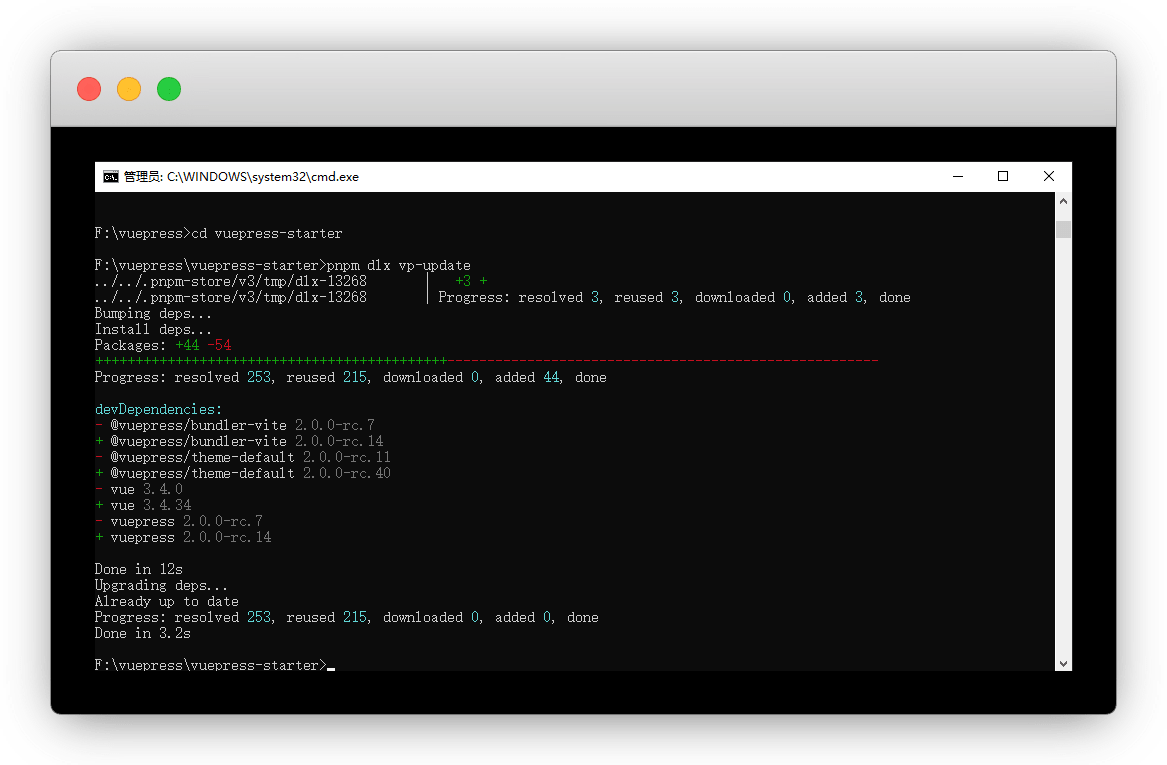 管理员: C:\WINDOWS\system32\cmd.exe
F:\vuepress>cd vuepress-starter
F:\vuepress\vuepress-starter>pnpm dlx vp-update
../../.pnpm-store/v3/tmp/dlx-13268 | +3 +
../../.pnpm-store/v3/tmp/dlx-13268 | Progress: resolved 3, reused 3, downloaded 0, added 3, done
Bumping deps...
Install deps...
Packages: +44 -54
++++++++++++++++++++++++++++++++++++++++++++------------------------------------------------------
Progress: resolved 253, reused 215, downloaded 0, added 44, done
devDependencies:
- @vuepress/bundler-vite 2.0.0-rc.7
+ @vuepress/bundler-vite 2.0.0-rc.14
- @vuepress/theme-default 2.0.0-rc.11
+ @vuepress/theme-default 2.0.0-rc.40
- vue 3.4.0
+ vue 3.4.34
- vuepress 2.0.0-rc.7
+ vuepress 2.0.0-rc.14
Done in 12s
Upgrading deps...
Already up to date
Progress: resolved 253, reused 215, downloaded 0, added 0, done
Done in 3.2s
F:\vuepress\vuepress-starter>